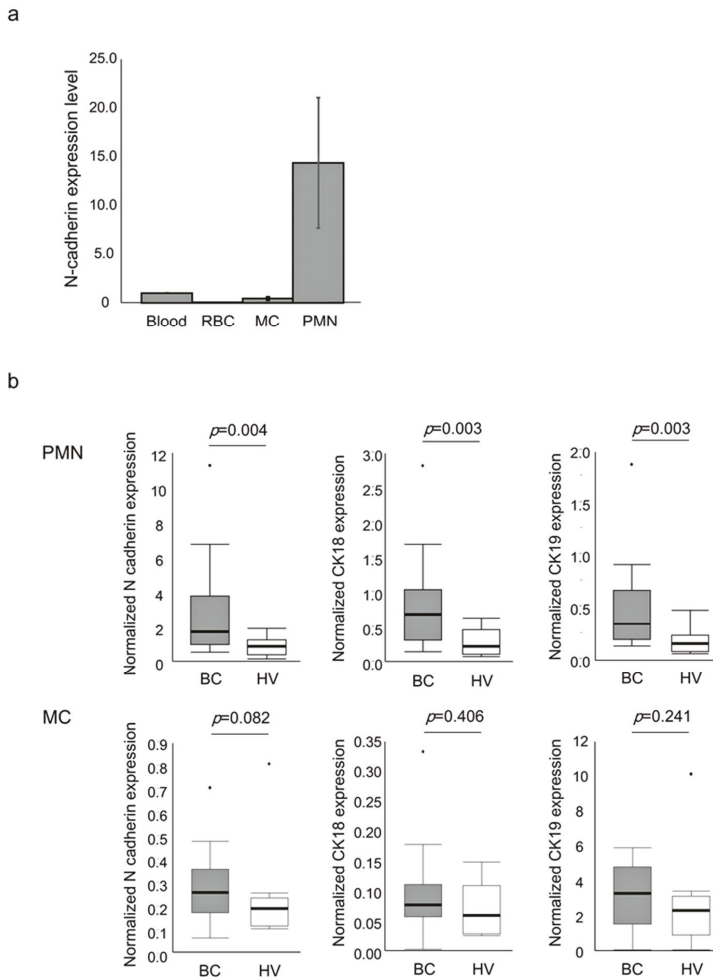 a
N-cadherin expression level
25.0
20.0
15.0
10.0
5.0
0
Blood RBC MC PMN
b
PMN
p=0.004
Normalized N cadherin expression
12
10
8
6
4
2
0
BC HV
p=0.003
Normalized CK18 expression
3.0
2.5
2.0
1.5
1.0
0.5
0.0
BC HV
p=0.003
Normalized CK19 expression
2.0
1.5
1.0
0.5
0.0
BC HV
MC
p=0.082
Normalized N cadherin expression
0.9
0.8
0.7
0.6
0.5
0.4
0.3
0.2
0.1
0.0
BC HV
p=0.406
Normalized CK18 expression
0.35
0.30
0.25
0.20
0.15
0.10
0.05
0.00
BC HV
p=0.241
Normalized CK19 expression
12
10
8
6
4
2
0
BC HV